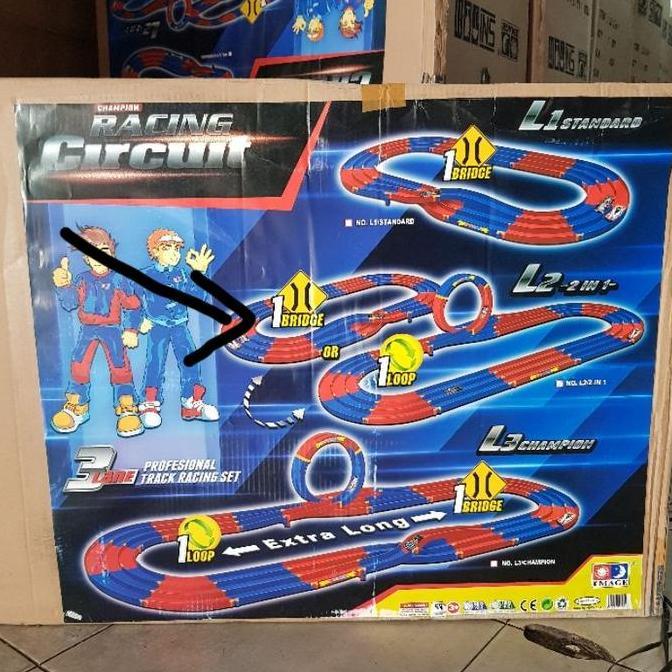 CHAMPION
RACING
Circuit
L1 STANDARD
1 BRIDGE
NO. L1/STANDARD
L2 -2 IN 1-
1 BRIDGE
OR
1 LOOP
NO. L2/2 IN 1
3 LANE PROFESIONAL
TRACK RACING SET
L3 CHAMPION
1 BRIDGE
1 LOOP
Extra Long
NO. L3/CHAMPION
IMAGE
3+
CE